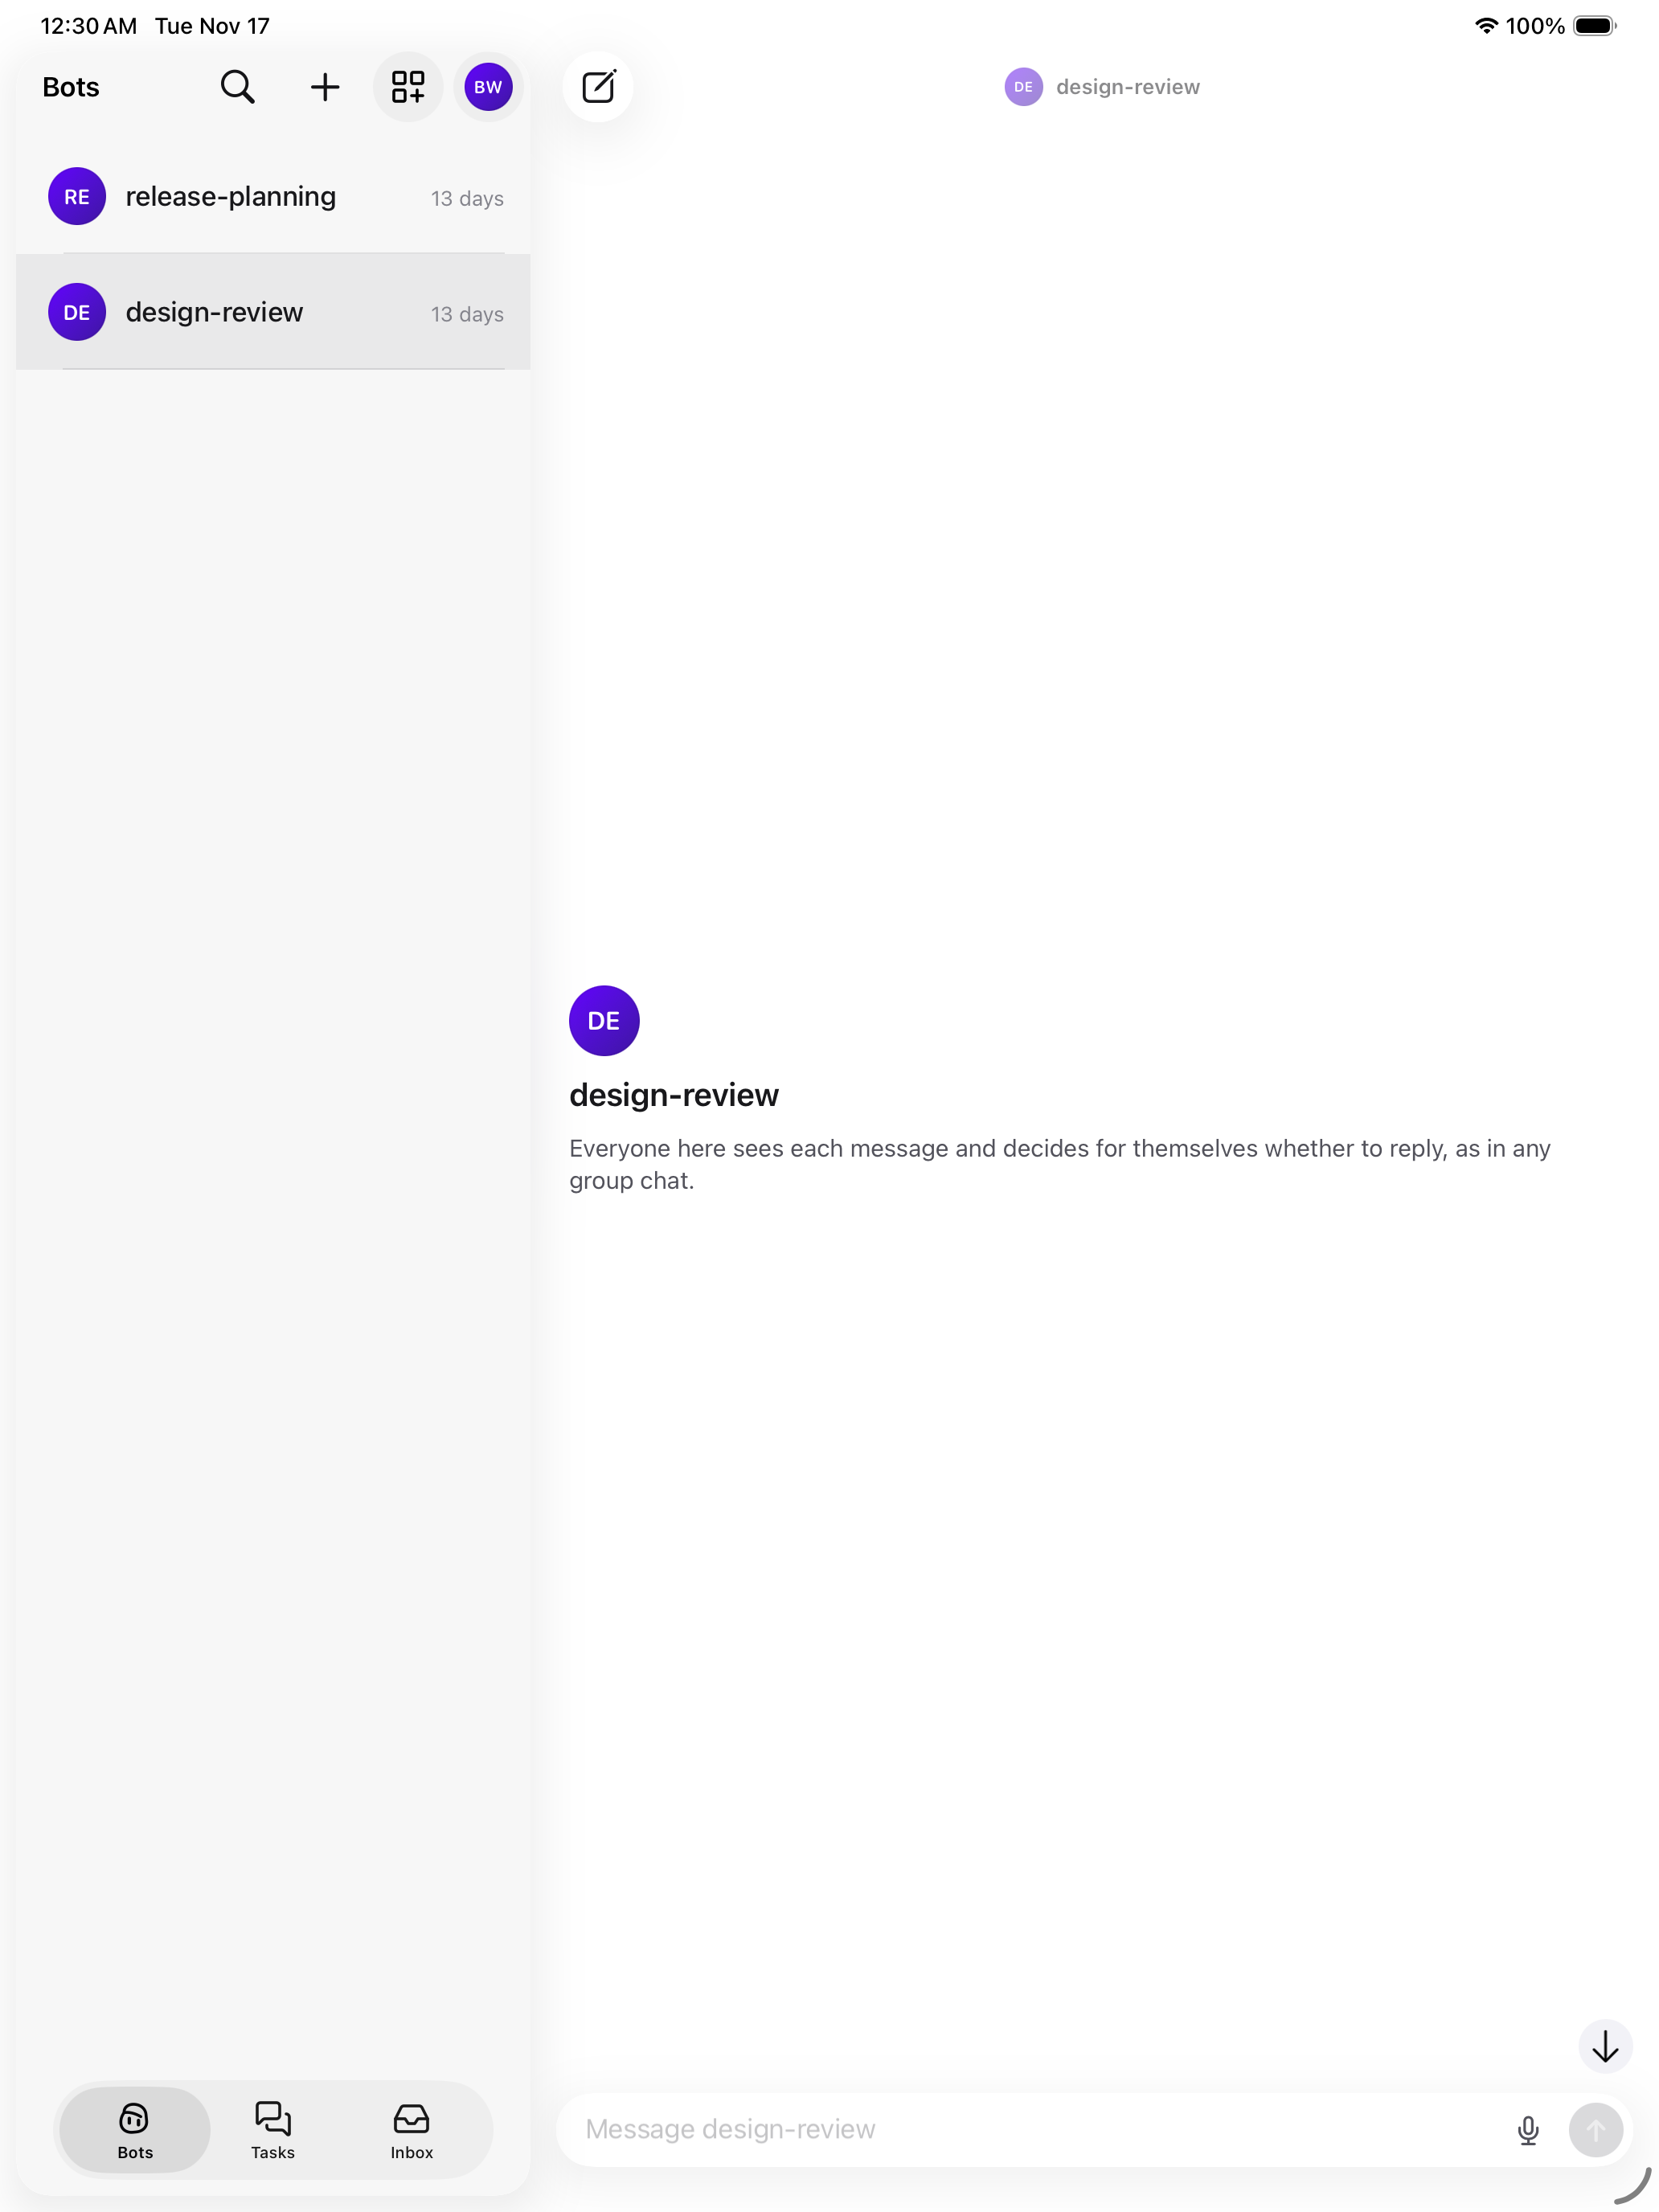 12:30 AM Tue Nov 17
100%
Bots
BW
DE design-review
RE release-planning 13 days
DE design-review 13 days
DE
design-review
Everyone here sees each message and decides for themselves whether to reply, as in any
group chat.
Message design-review
Bots Tasks Inbox